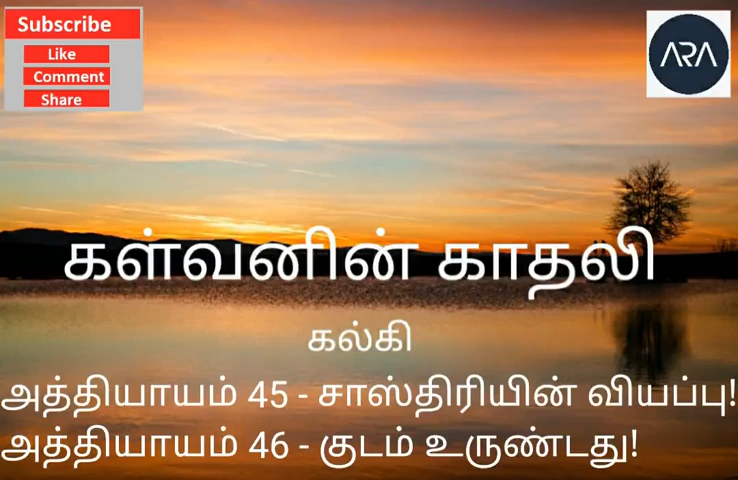 Subscribe
Like
Comment
Share
ARA
கள்வனின் காதலி
கல்கி
அத்தியாயம் 45 - சாஸ்திரியின் வியப்பு!
அத்தியாயம் 46 - குடம் உருண்டது!